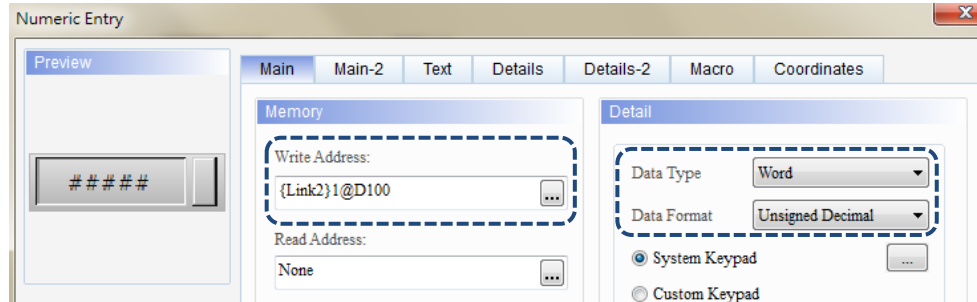 Numeric Entry
X
Preview
#####
Main Main-2 Text Details Details-2 Macro Coordinates
Memory
Write Address:
{Link2}1@D100
...
Read Address:
None
...
Detail
Data Type Word
Data Format Unsigned Decimal
System Keypad ...
Custom Keypad